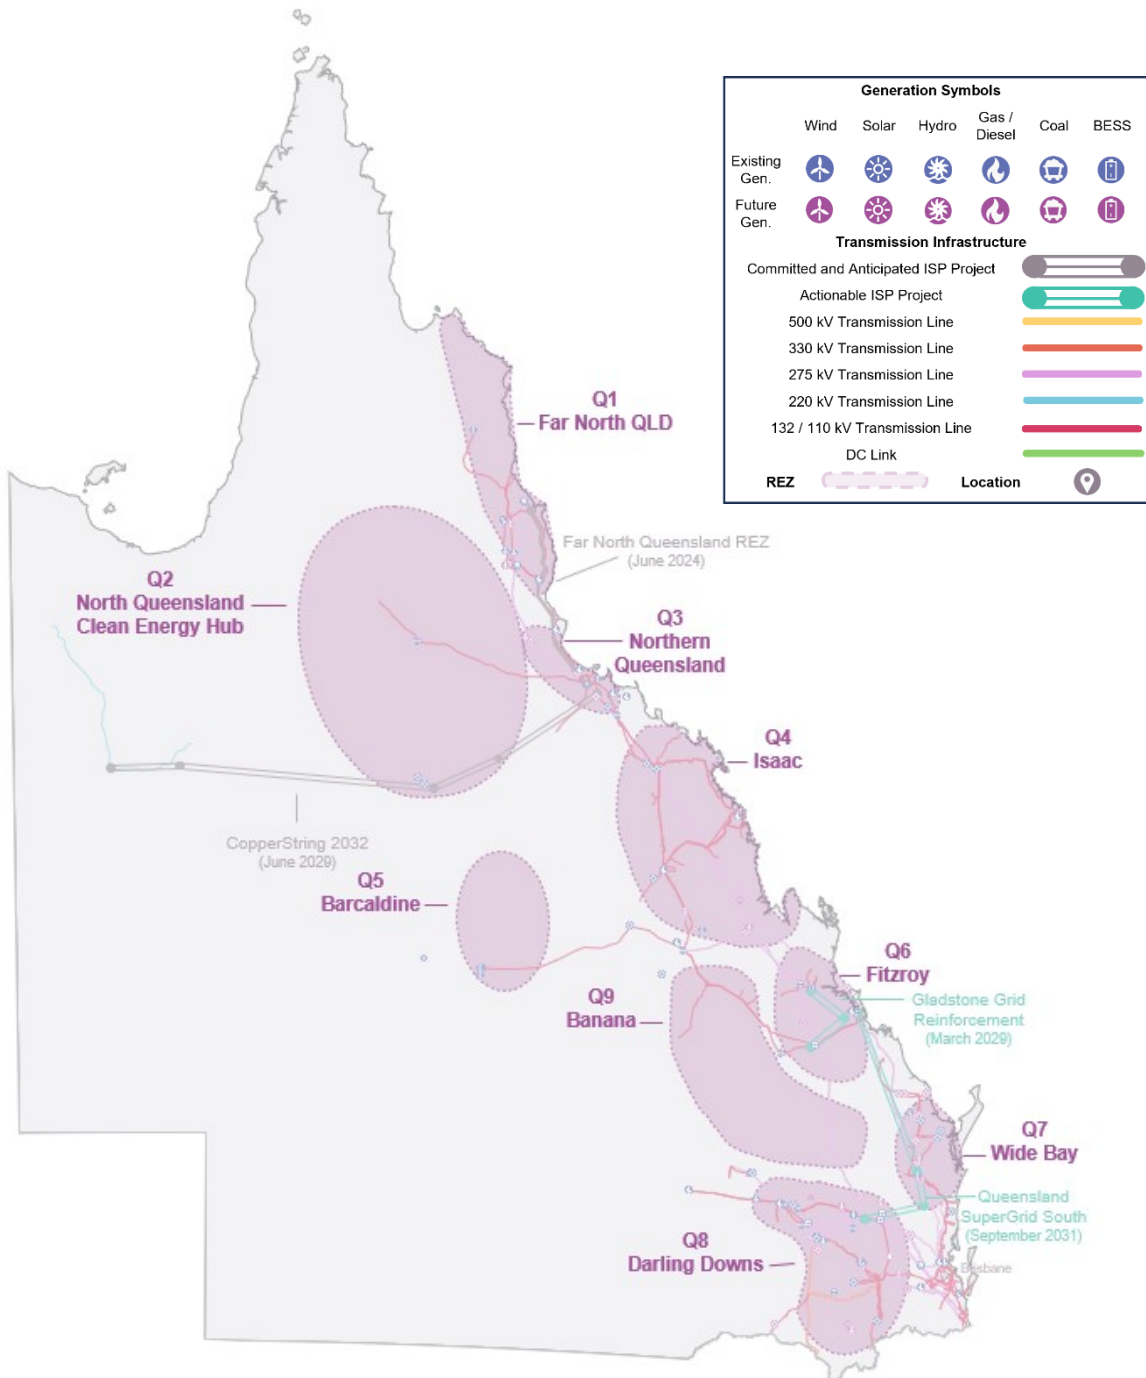 Generation Symbols
Wind Solar Hydro Gas / Diesel Coal BESS
Existing Gen.
Future Gen.
Transmission Infrastructure
Committed and Anticipated ISP Project
Actionable ISP Project
500 kV Transmission Line
330 kV Transmission Line
275 kV Transmission Line
220 kV Transmission Line
132 / 110 kV Transmission Line
DC Link
REZ Location
Q1
Far North QLD
Far North Queensland REZ
(June 2024)
Q2
North Queensland
Clean Energy Hub
Q3
Northern
Queensland
Q4
Isaac
CopperString 2032
(June 2029)
Q5
Barcaldine
Q6
Fitzroy
Gladstone Grid
Reinforcement
(March 2029)
Q9
Banana
Q7
Wide Bay
Queensland
SuperGrid South
(September 2031)
Q8
Darling Downs
Brisbane